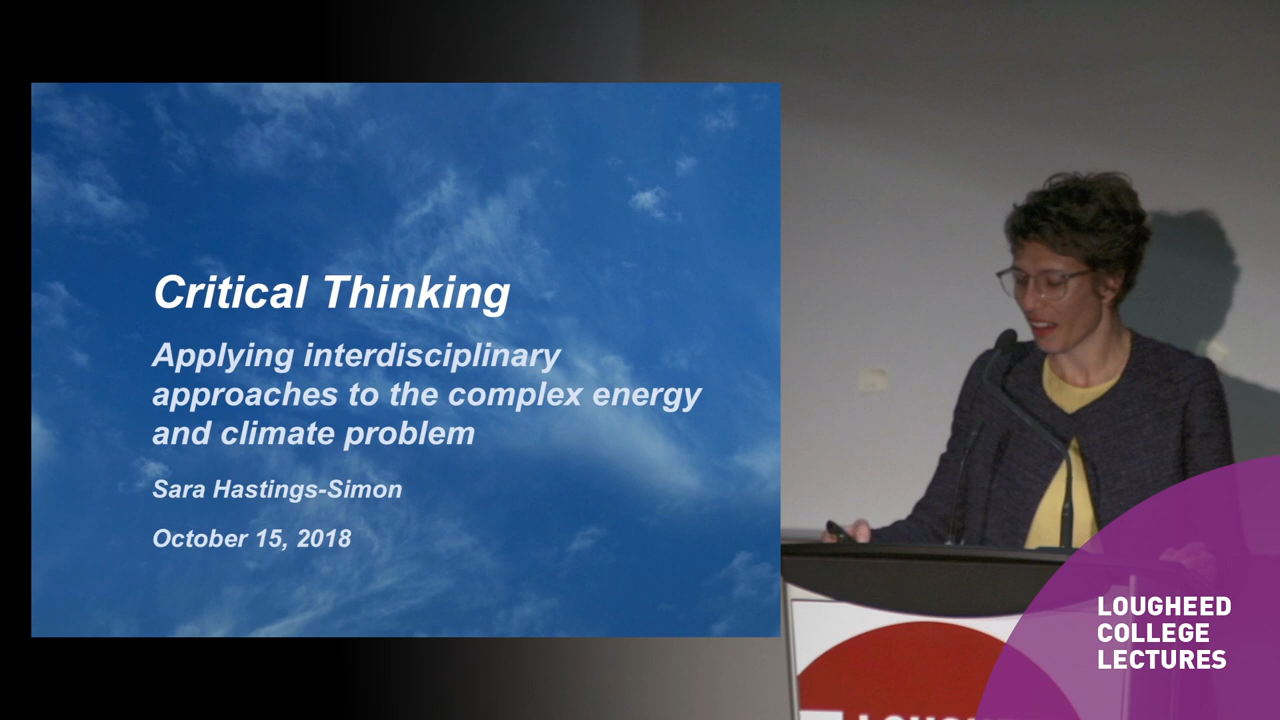 Critical Thinking
Applying interdisciplinary
approaches to the complex energy
and climate problem
Sara Hastings-Simon
October 15, 2018
LOUGHEED
COLLEGE
LECTURES